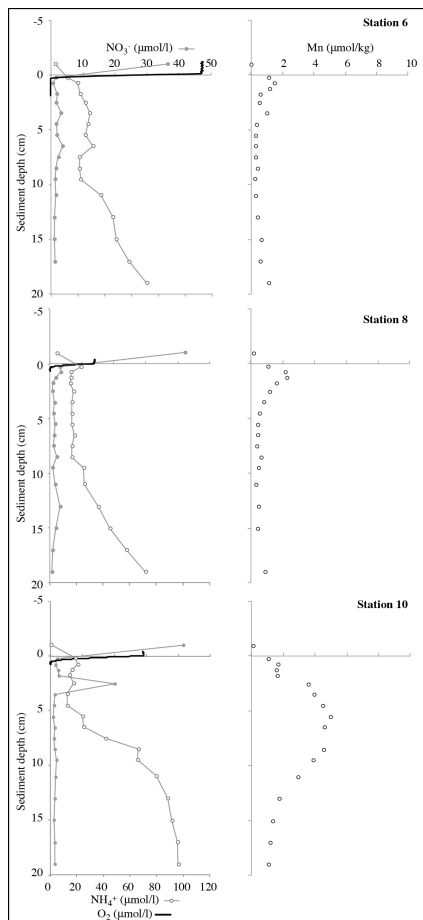 Station 6
NO₃⁻ (μmol/l)
Mn (μmol/kg)
0 10 20 30 40 50
0 2 4 6 8 10
-5
0
5
10
15
20
Sediment depth (cm)
Station 8
-5
0
5
10
15
20
Sediment depth (cm)
Station 10
-5
0
5
10
15
20
Sediment depth (cm)
0 20 40 60 80 100 120
NH₄⁺ (μmol/l)
O₂ (μmol/l)